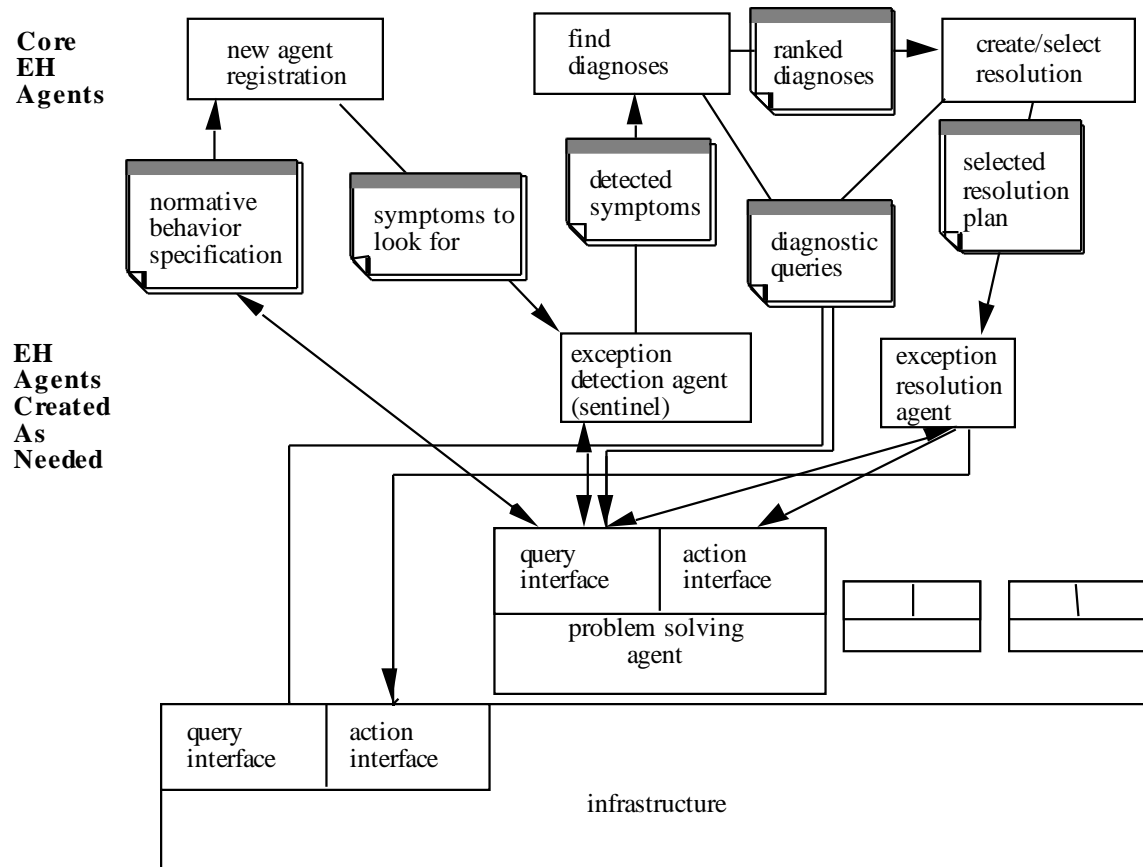 Core
EH
Agents
new agent
registration
find
diagnoses
ranked
diagnoses
create/select
resolution
normative
behavior
specification
symptoms to
look for
detected
symptoms
diagnostic
queries
selected
resolution
plan
EH
Agents
Created
As
Needed
exception
detection agent
(sentinel)
exception
resolution
agent
query
interface
action
interface
problem solving
agent
query
interface
action
interface
infrastructure